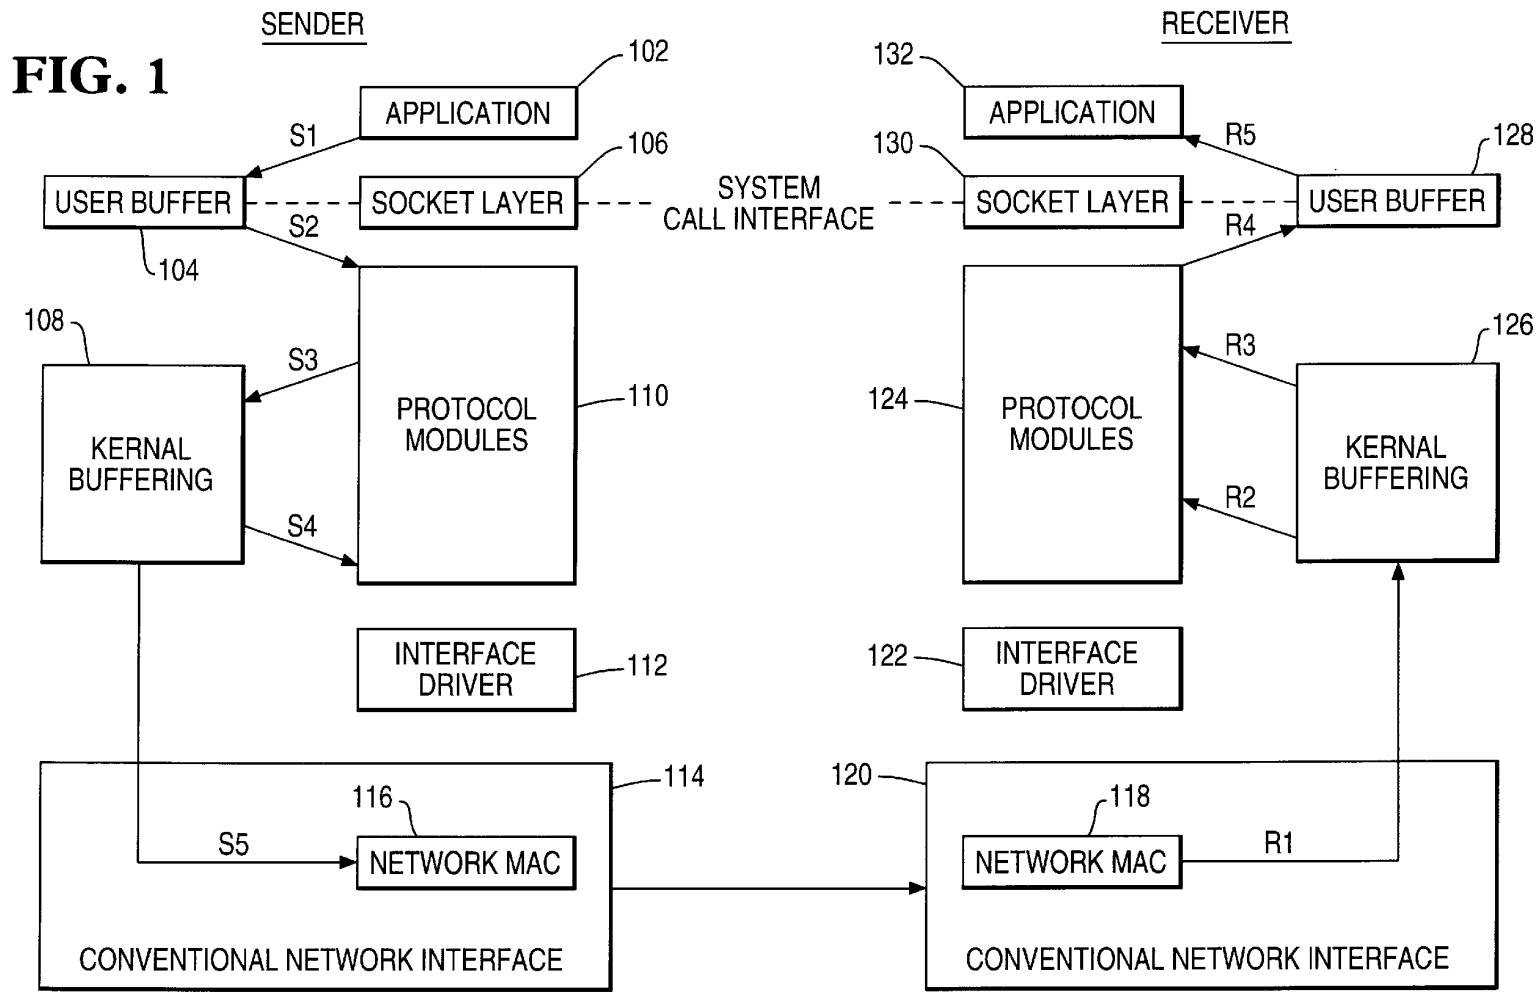 SENDER
RECEIVER
FIG. 1
102
132
APPLICATION
APPLICATION
S1
R5
106
130
128
USER BUFFER
SOCKET LAYER
SYSTEM
CALL INTERFACE
SOCKET LAYER
USER BUFFER
S2
R4
104
108
126
S3
R3
110
124
PROTOCOL
MODULES
PROTOCOL
MODULES
KERNAL
BUFFERING
KERNAL
BUFFERING
S4
R2
INTERFACE
DRIVER
112
122
INTERFACE
DRIVER
114
120
116
118
S5
NETWORK MAC
NETWORK MAC
R1
CONVENTIONAL NETWORK INTERFACE
CONVENTIONAL NETWORK INTERFACE